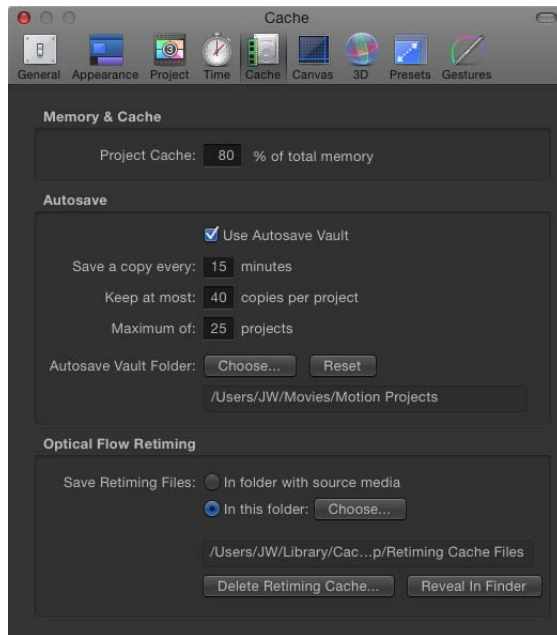 Cache
General Appearance Project Time Cache Canvas 3D Presets Gestures
Memory & Cache
Project Cache: 80 % of total memory
Autosave
Use Autosave Vault
Save a copy every: 15 minutes
Keep at most: 40 copies per project
Maximum of: 25 projects
Autosave Vault Folder: Choose... Reset
/Users/JW/Movies/Motion Projects
Optical Flow Retiming
Save Retiming Files: In folder with source media
In this folder: Choose...
/Users/JW/Library/Cac...p/Retiming Cache Files
Delete Retiming Cache... Reveal In Finder